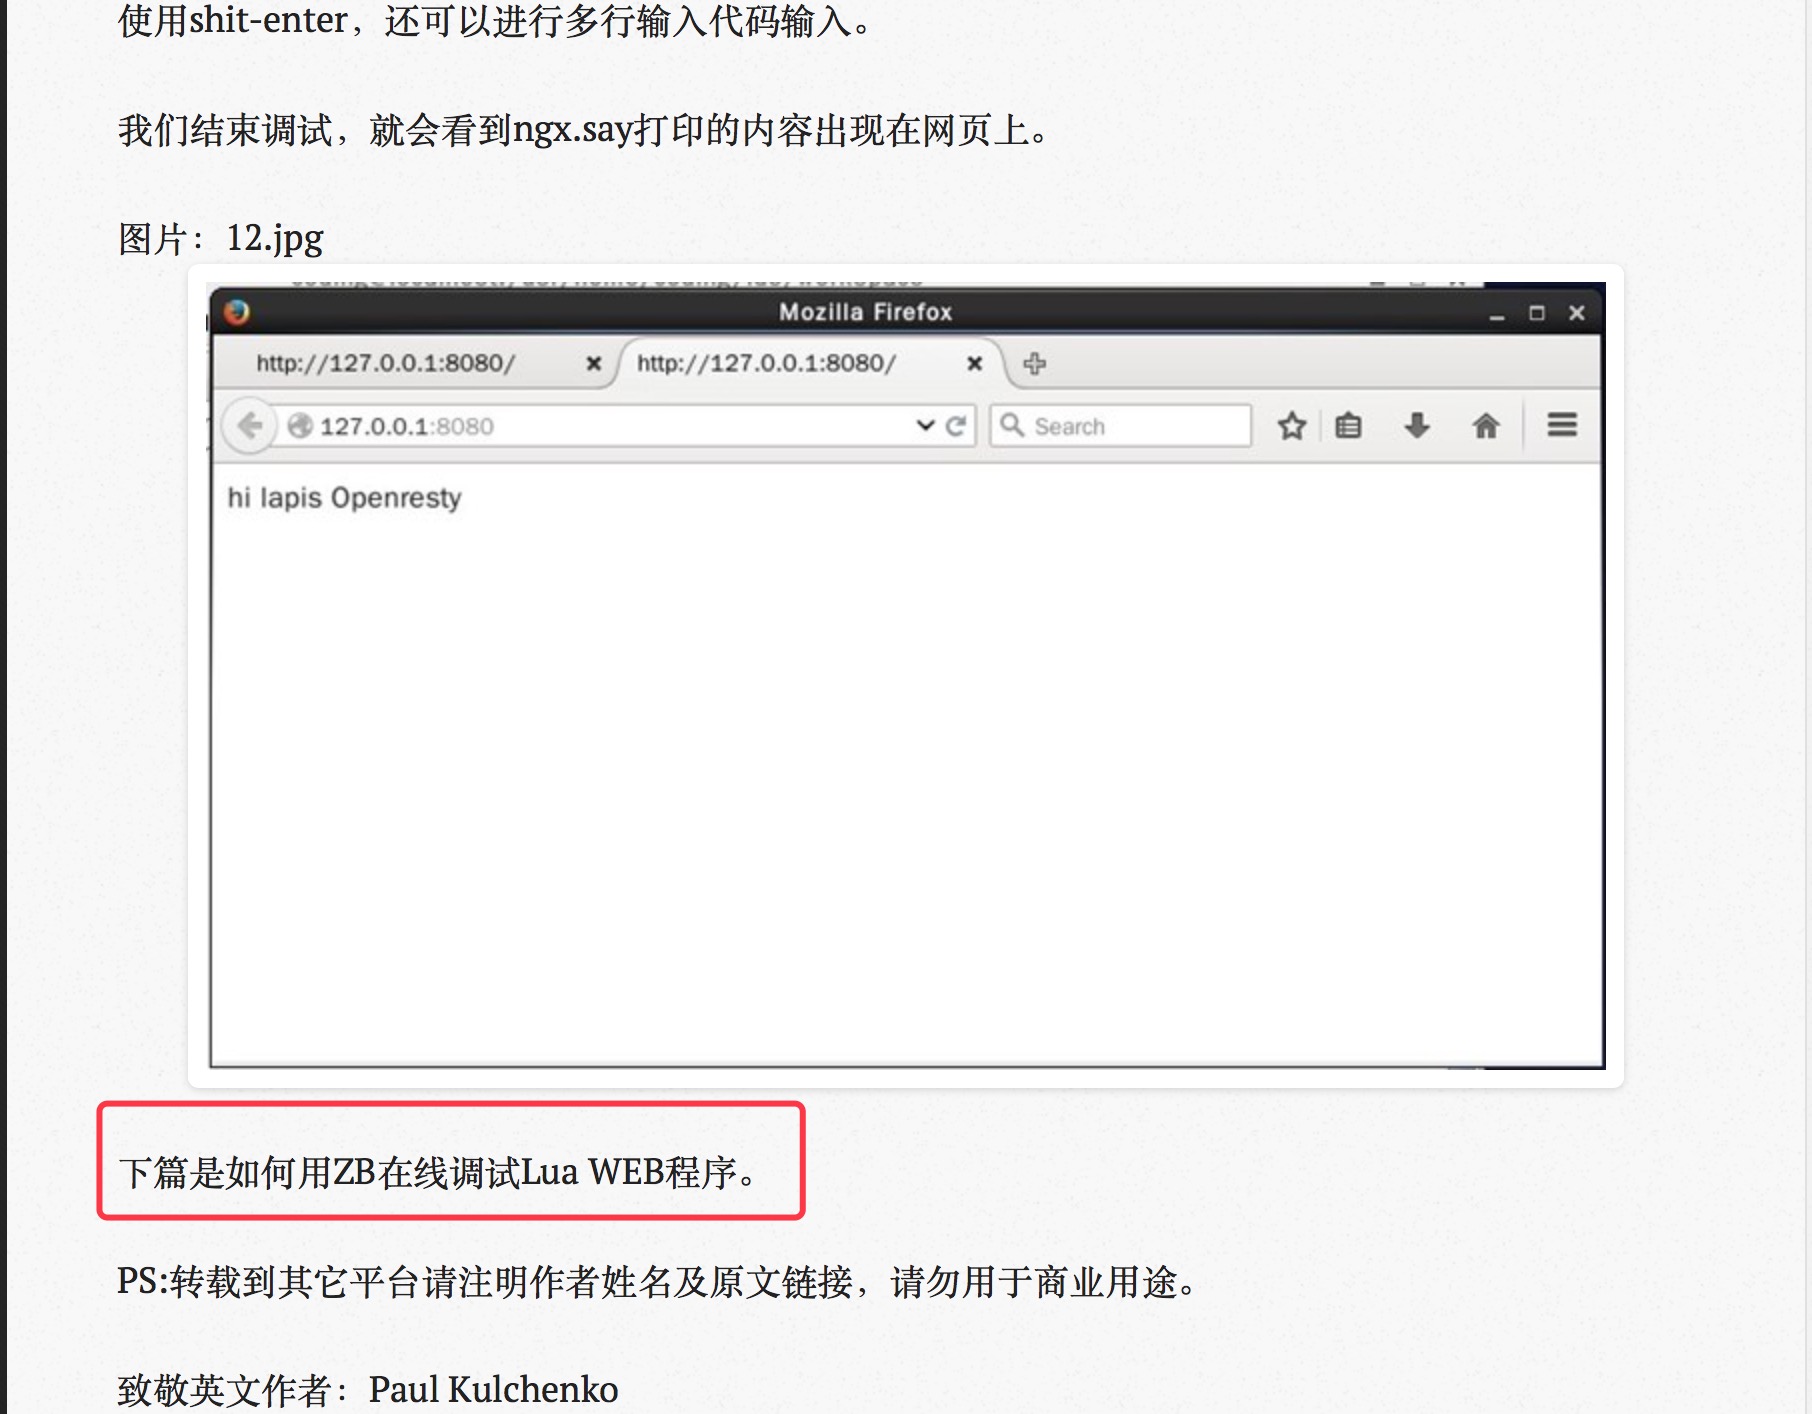 使用shit-enter，还可以进行多行输入代码输入。
我们结束调试，就会看到ngx.say打印的内容出现在网页上。
图片：12.jpg
Mozilla Firefox
http://127.0.0.1:8080/ http://127.0.0.1:8080/
127.0.0.1:8080 Search
hi lapis Openresty
下篇是如何用ZB在线调试Lua WEB程序。
PS:转载到其它平台请注明作者姓名及原文链接，请勿用于商业用途。
致敬英文作者：Paul Kulchenko